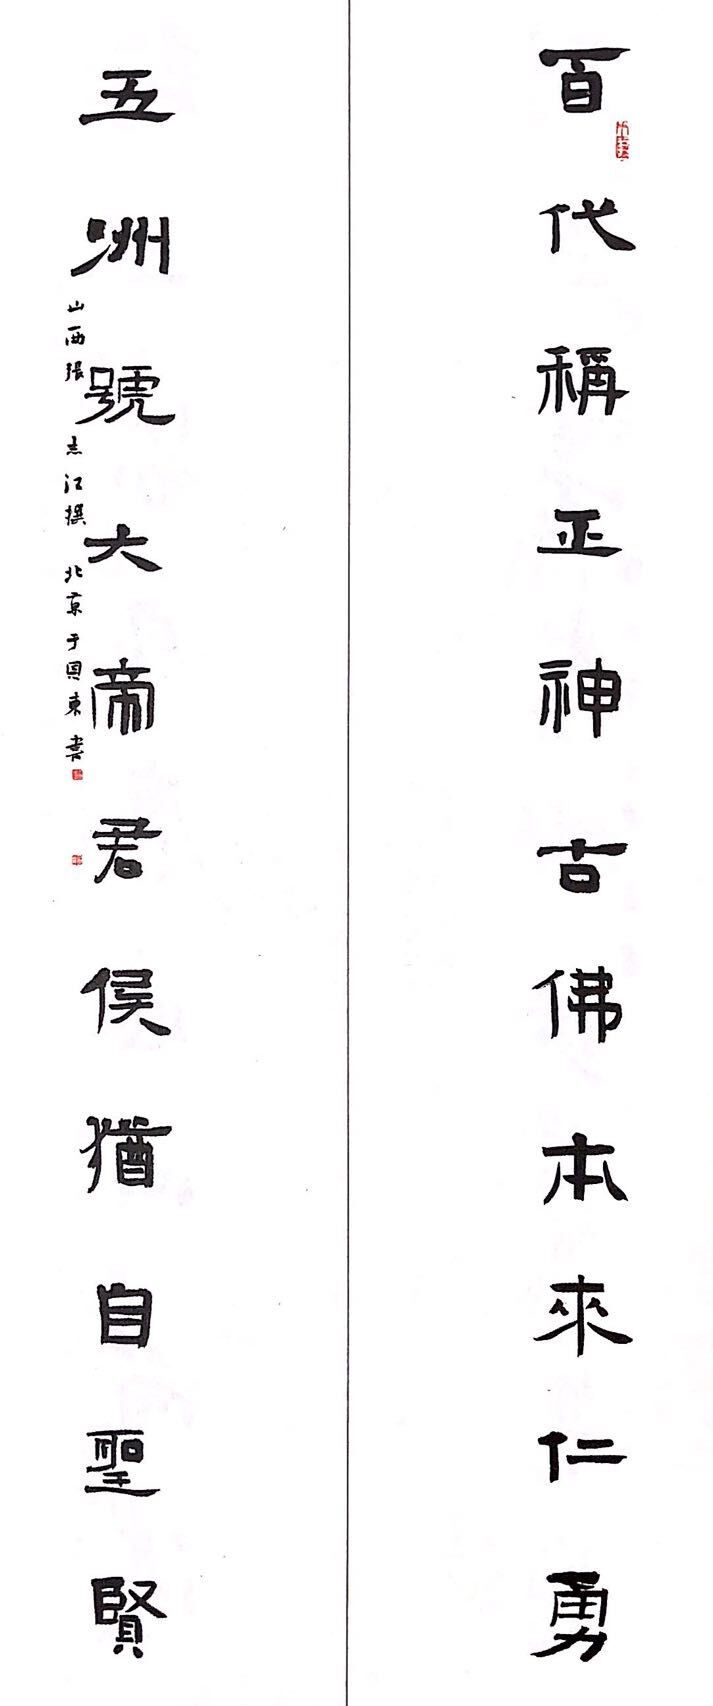 百代稱正神古佛本來仁勇
五洲號大帝君侯猶自聖賢
山西張志江撰 北京于國東書